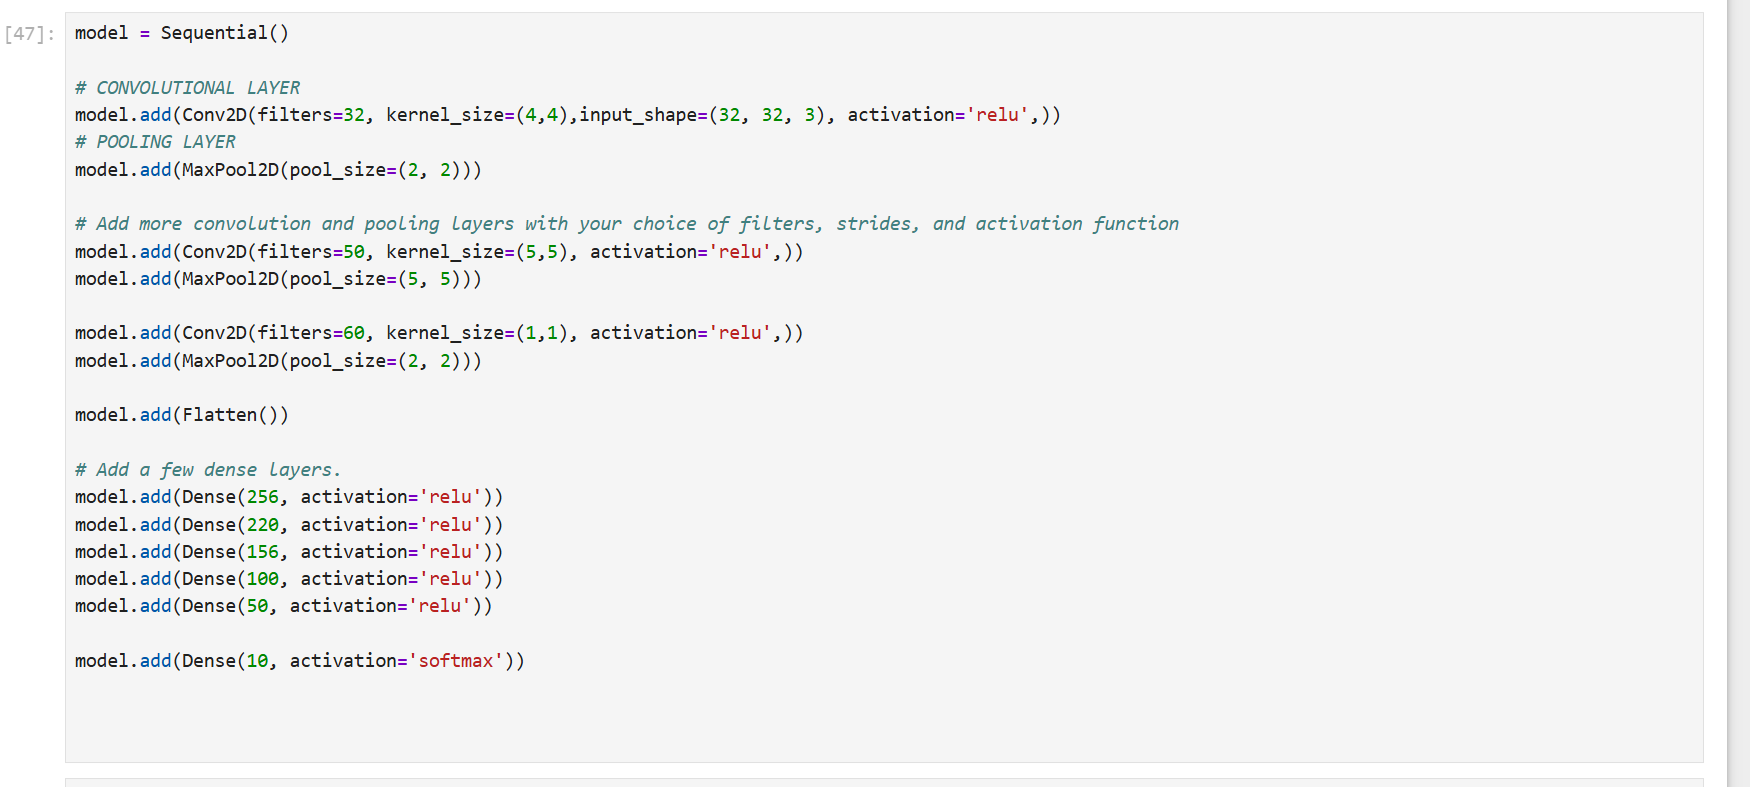 [47]:
model = Sequential()
# CONVOLUTIONAL LAYER
model.add(Conv2D(filters=32, kernel_size=(4,4),input_shape=(32, 32, 3), activation='relu',))
# POOLING LAYER
model.add(MaxPool2D(pool_size=(2, 2)))
# Add more convolution and pooling layers with your choice of filters, strides, and activation function
model.add(Conv2D(filters=50, kernel_size=(5,5), activation='relu',))
model.add(MaxPool2D(pool_size=(5, 5)))
model.add(Conv2D(filters=60, kernel_size=(1,1), activation='relu',))
model.add(MaxPool2D(pool_size=(2, 2)))
model.add(Flatten())
# Add a few dense layers.
model.add(Dense(256, activation='relu'))
model.add(Dense(220, activation='relu'))
model.add(Dense(156, activation='relu'))
model.add(Dense(100, activation='relu'))
model.add(Dense(50, activation='relu'))
model.add(Dense(10, activation='softmax'))